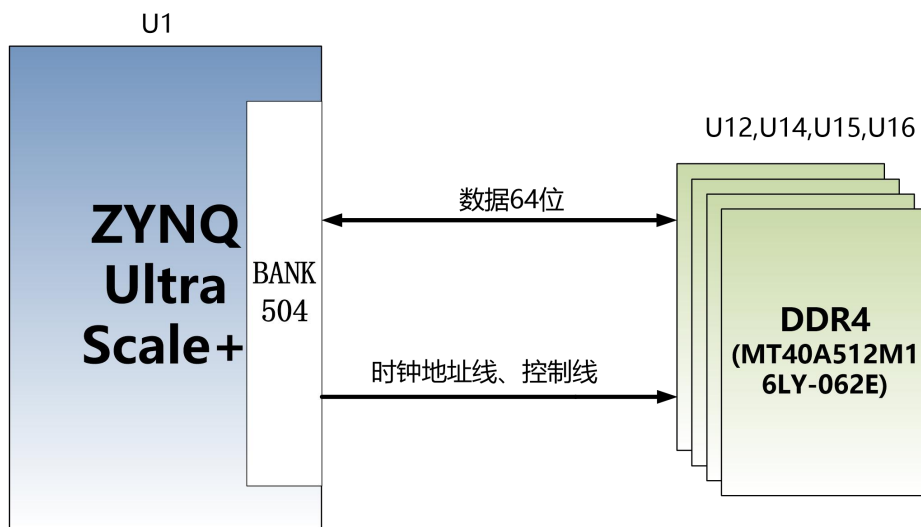 U1
U12,U14,U15,U16
数据64位
ZYNQ
Ultra
Scale+
BANK
504
DDR4
(MT40A512M1
6LY-062E)
时钟地址线、控制线